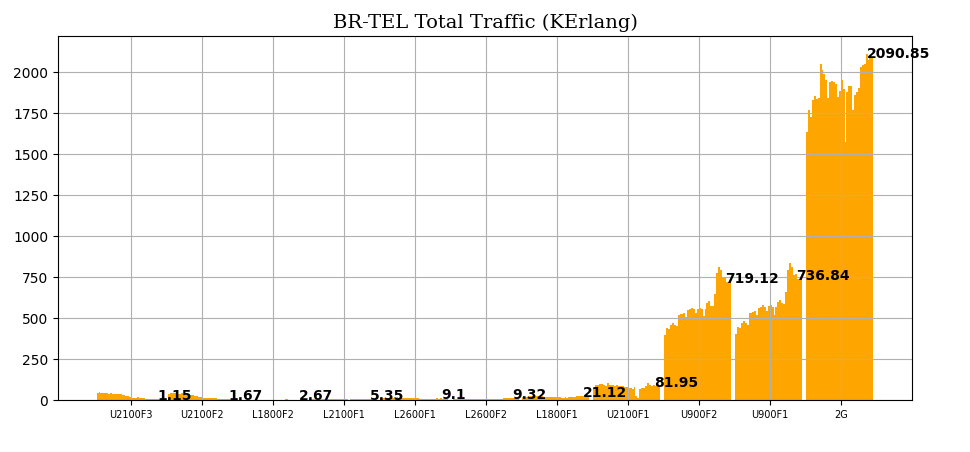 BR-TEL Total Traffic (KErlang)
2000
1750
1500
1250
1000
750
500
250
0
1.15
1.67
2.67
5.35
9.1
9.32
21.12
81.95
719.12
736.84
2090.85
U2100F3
U2100F2
L1800F2
L2100F1
L2600F1
L2600F2
L1800F1
U2100F1
U900F2
U900F1
2G